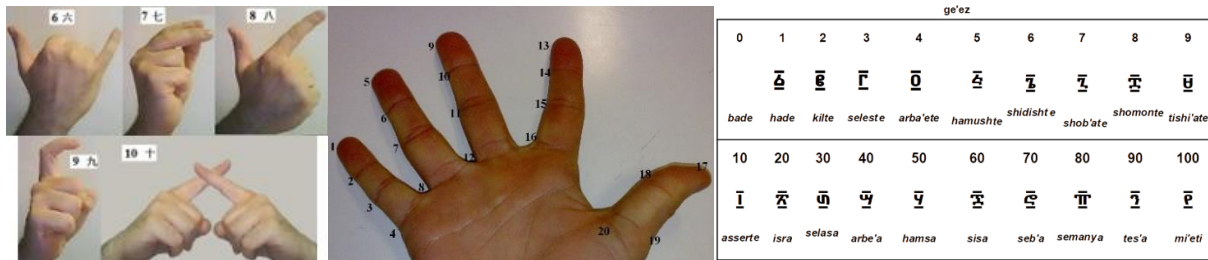 6 六
7 七
8 八
9 九
10 十
1
2
3
4
5
6
7
8
9
10
11
12
13
14
15
16
17
18
19
20
ge'ez
0 1 2 3 4 5 6 7 8 9
፩ ፪ ፫ ፬ ፭ ፮ ፯ ፰ ፱
bade hade kilte seleste arba'ete hamushte shidishte shob'ate shomonte tishi'ate
10 20 30 40 50 60 70 80 90 100
፲ ፳ ፴ ፵ ፶ ፷ ፸ ፹ ፺ ፻
asserte isra selasa arbe'a hamsa sisa seb'a semanya tes'a mi'eti